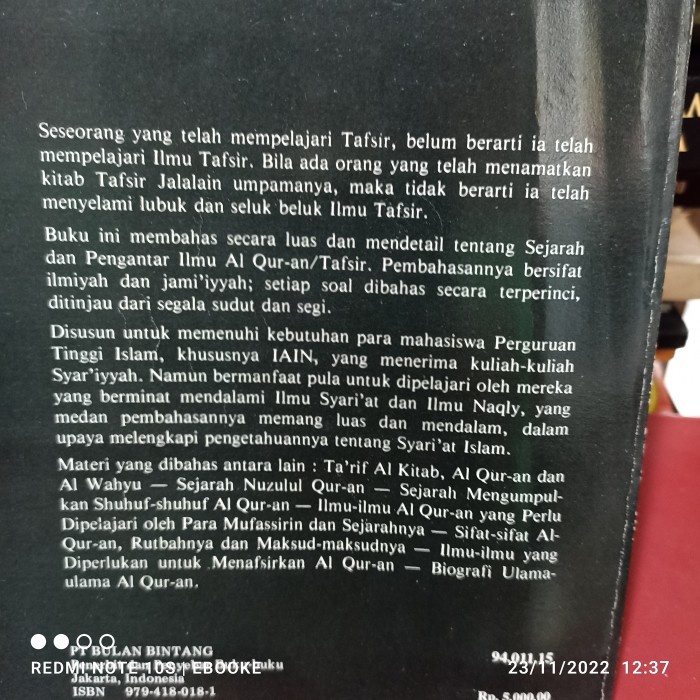 Seseorang yang telah mempelajari Tafsir, belum berarti ia telah
mempelajari Ilmu Tafsir. Bila ada orang yang telah menamatkan
kitab Tafsir Jalalain umpamanya, maka tidak berarti ia telah
menyelami lubuk dan seluk beluk Ilmu Tafsir.
Buku ini membahas secara luas dan mendetail tentang Sejarah
dan Pengantar Ilmu Al Qur-an/Tafsir. Pembahasannya bersifat
ilmiyah dan jami'iyyah; setiap soal dibahas secara terperinci,
ditinjau dari segala sudut dan segi.
Disusun untuk memenuhi kebutuhan para mahasiswa Perguruan
Tinggi Islam, khususnya IAIN, yang menerima kuliah-kuliah
Syar'iyyah. Namun bermanfaat pula untuk dipelajari oleh mereka
yang berminat mendalami Ilmu Syari'at dan Ilmu Naqly, yang
medan pembahasannya memang luas dan mendalam, dalam
upaya melengkapi pengetahuannya tentang Syari'at Islam.
Materi yang dibahas antara lain : Ta'rif Al Kitab, Al Qur-an dan
Al Wahyu — Sejarah Nuzulul Qur-an — Sejarah Mengumpul-
kan Shuhuf-shuhuf Al Qur-an — Ilmu-ilmu Al Qur-an yang Perlu
Dipelajari oleh Para Mufassirin dan Sejarahnya — Sifat-sifat Al-
Qur-an, Rutbahnya dan Maksud-maksudnya — Ilmu-ilmu yang
Diperlukan untuk Menafsirkan Al Qur-an — Biografi Ulama-
ulama Al Qur-an.
PT BULAN BINTANG
94.011.15
REDMI NOTE 10S | EBOOKE
23/11/2022 12:37
Jakarta, Indonesia
ISBN 979-418-018-1
Rp. 5.000,00